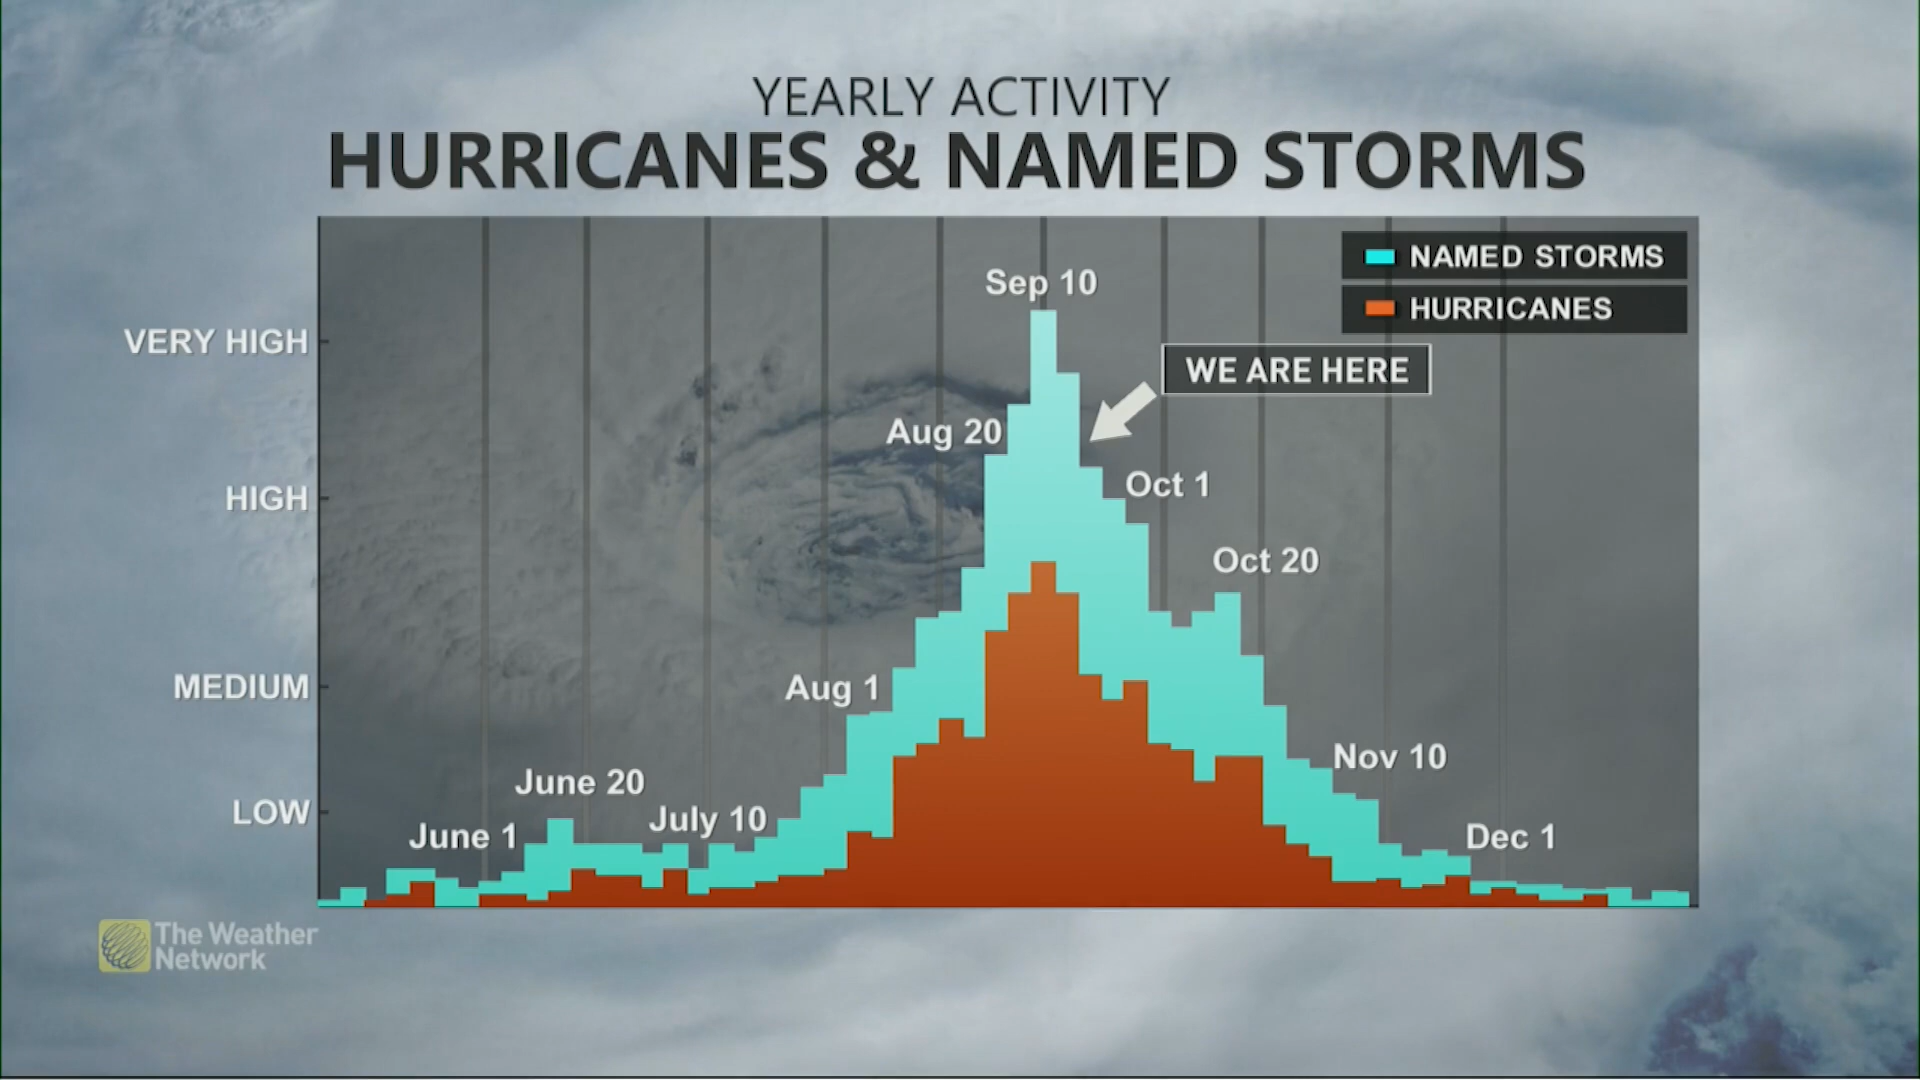 YEARLY ACTIVITY
HURRICANES & NAMED STORMS
NAMED STORMS
HURRICANES
Sep 10
WE ARE HERE
VERY HIGH
Aug 20
Oct 1
HIGH
Oct 20
MEDIUM
Aug 1
Nov 10
June 20
July 10
LOW
June 1
Dec 1
The Weather
Network